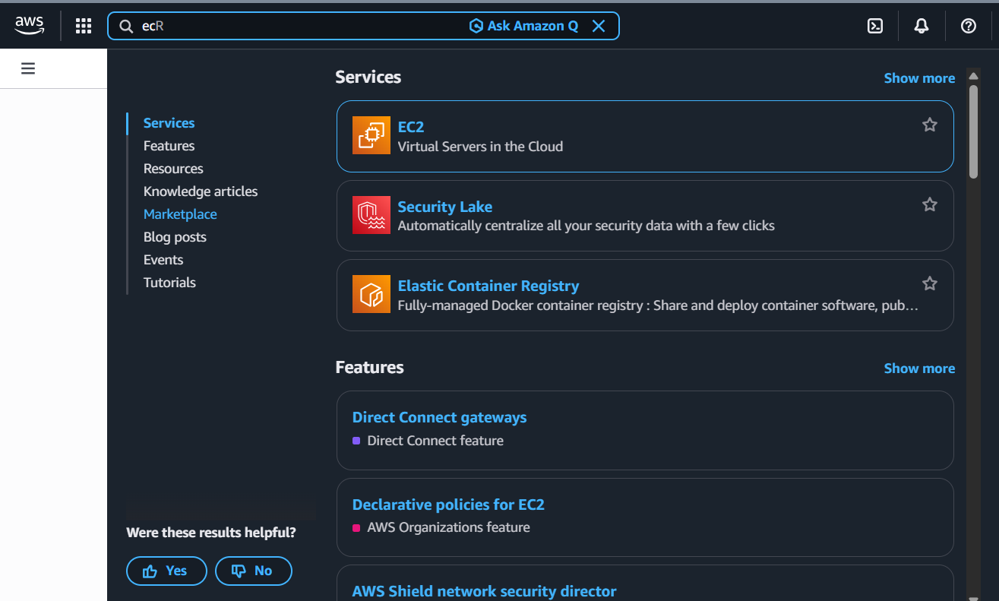 aws
ecR
Ask Amazon Q
Services
Features
Resources
Knowledge articles
Marketplace
Blog posts
Events
Tutorials
Were these results helpful?
Yes
No
Services
Show more
EC2
Virtual Servers in the Cloud
Security Lake
Automatically centralize all your security data with a few clicks
Elastic Container Registry
Fully-managed Docker container registry : Share and deploy container software, pub...
Features
Show more
Direct Connect gateways
Direct Connect feature
Declarative policies for EC2
AWS Organizations feature
AWS Shield network security director